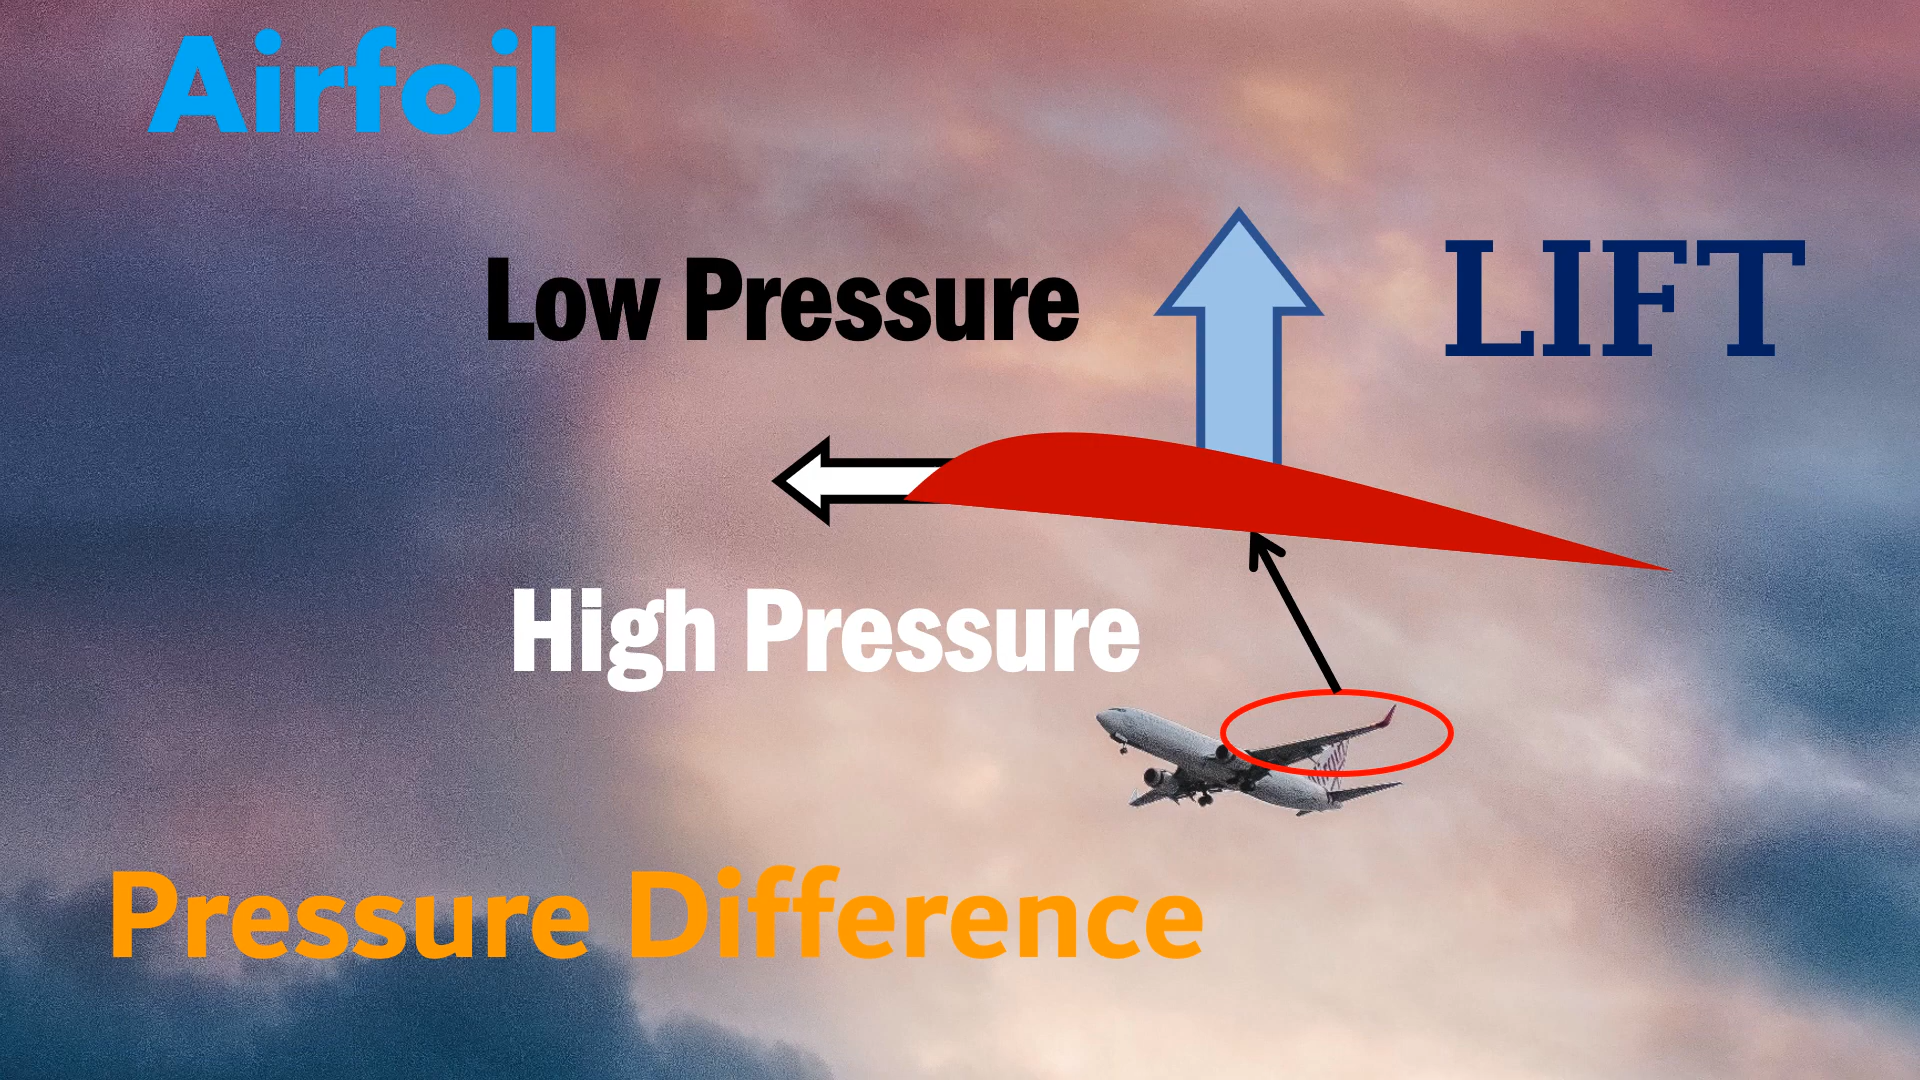 Airfoil
Low Pressure
LIFT
High Pressure
Pressure Difference